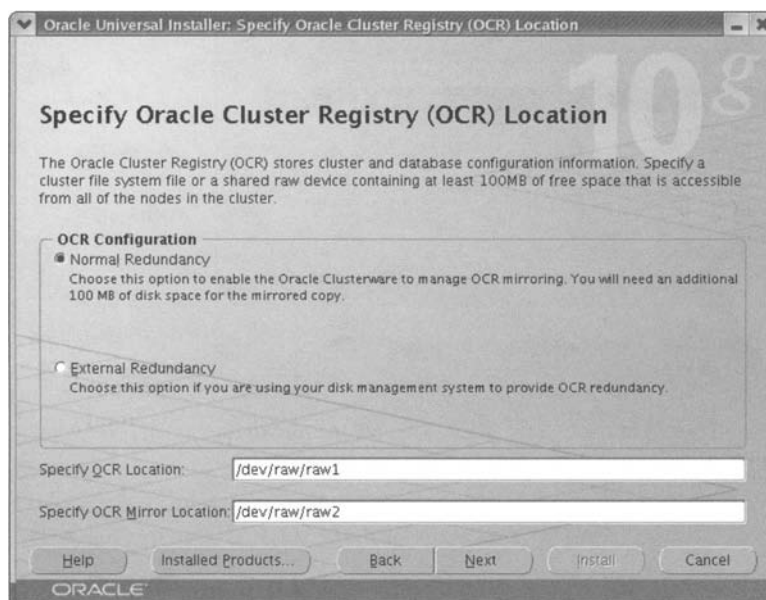 Oracle Universal Installer: Specify Oracle Cluster Registry (OCR) Location
10g
Specify Oracle Cluster Registry (OCR) Location
The Oracle Cluster Registry (OCR) stores cluster and database configuration information. Specify a
cluster file system file or a shared raw device containing at least 100MB of free space that is accessible
from all of the nodes in the cluster.
OCR Configuration
Normal Redundancy
Choose this option to enable the Oracle Clusterware to manage OCR mirroring. You will need an additional
100 MB of disk space for the mirrored copy.
External Redundancy
Choose this option if you are using your disk management system to provide OCR redundancy.
Specify OCR Location: /dev/raw/raw1
Specify OCR Mirror Location: /dev/raw/raw2
Help Installed Products... Back Next Install Cancel
ORACLE